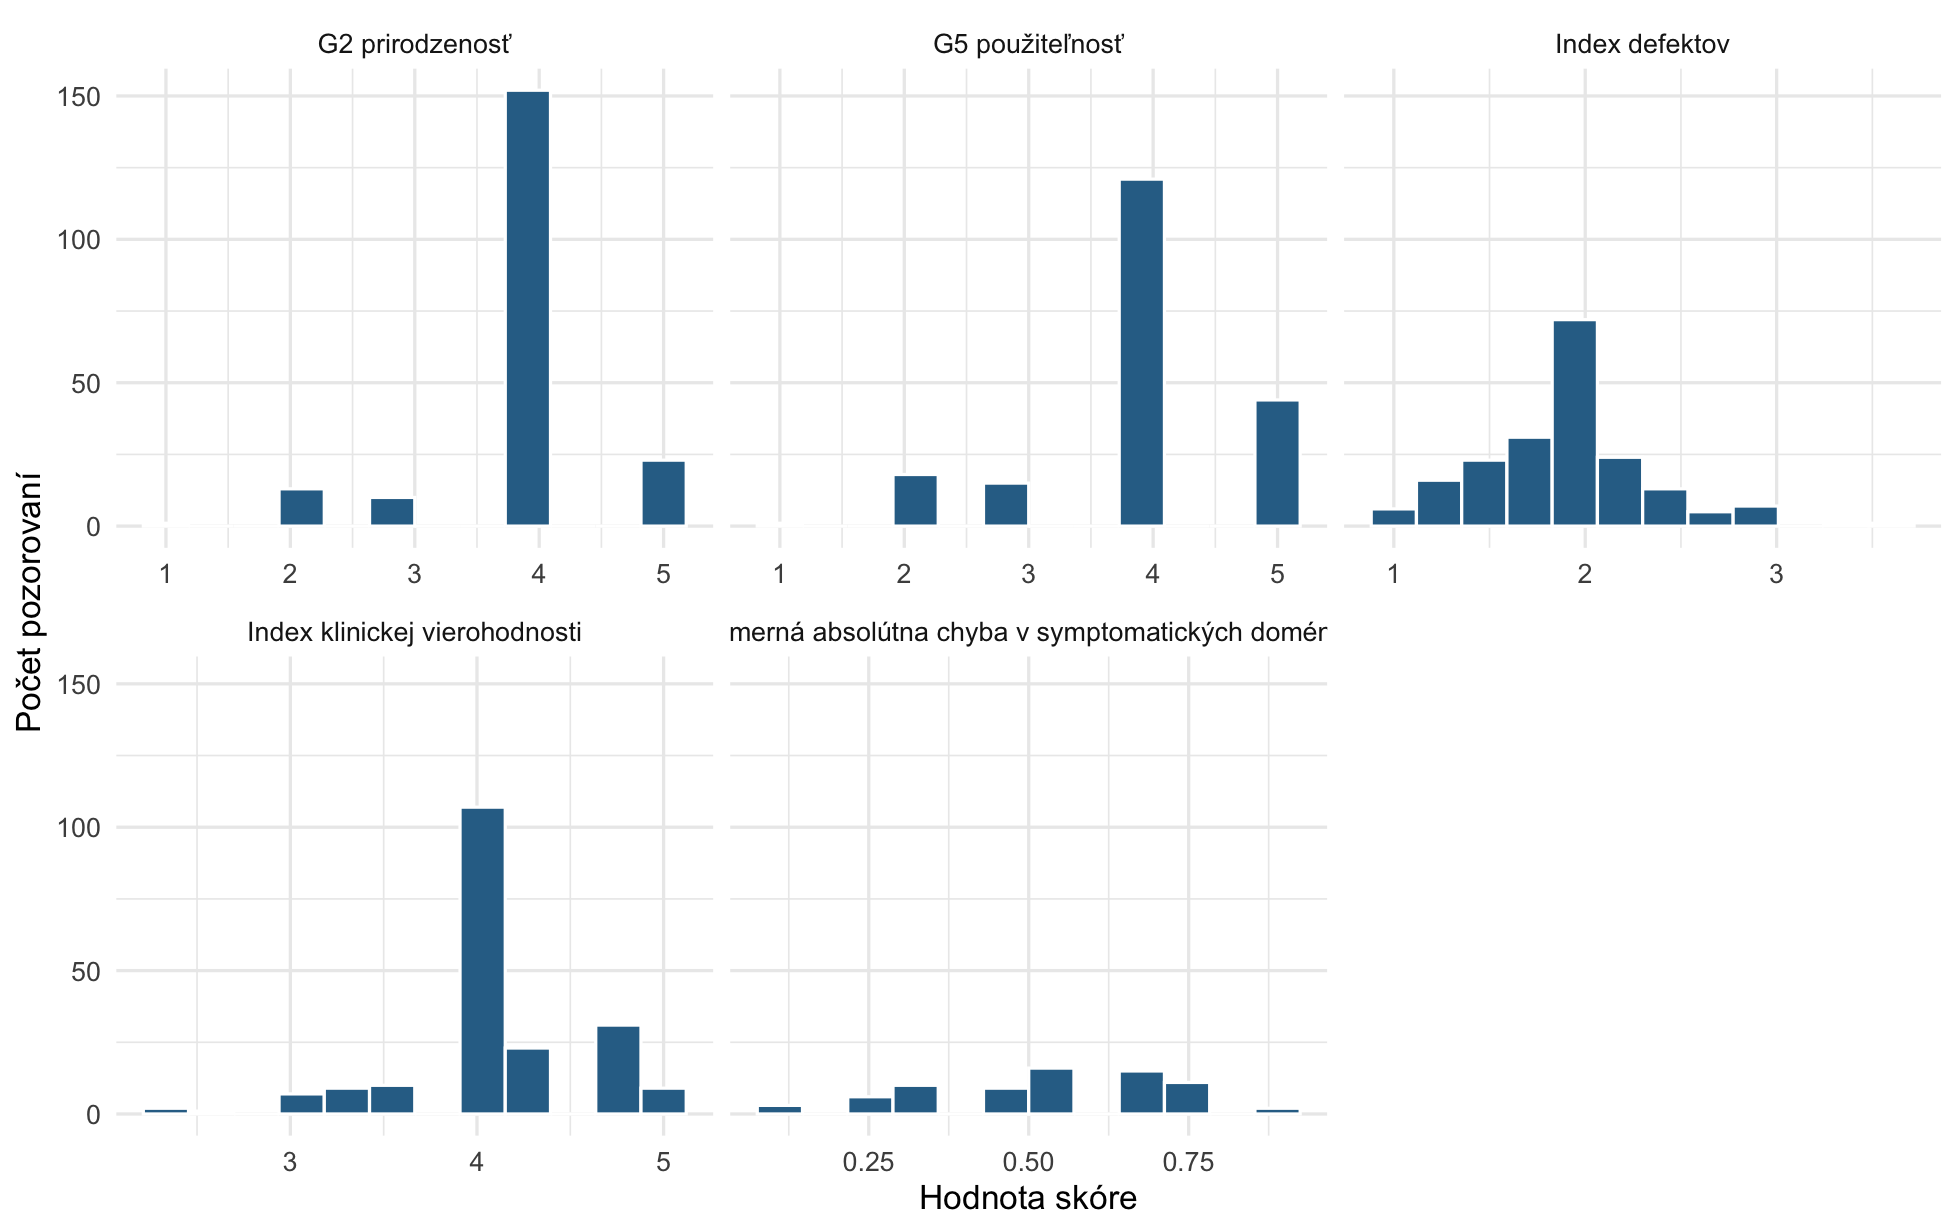 G2 prirodzenosť
G5 použiteľnosť
Index defektov
150
100
50
0
1 2 3 4 5
1 2 3 4 5
1 2 3
Počet pozorovaní
Index klinickej vierohodnosti
merná absolútna chyba v symptomatických domér
150
100
50
0
3 4 5
0.25 0.50 0.75
Hodnota skóre